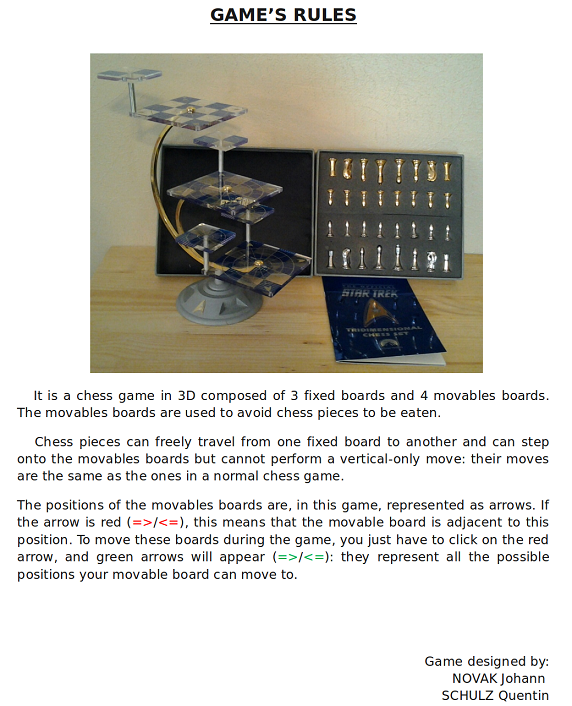 GAME'S RULES
STAR TREK
TRIDIMENSIONAL
CHESS SET
It is a chess game in 3D composed of 3 fixed boards and 4 movables boards.
The movables boards are used to avoid chess pieces to be eaten.
Chess pieces can freely travel from one fixed board to another and can step
onto the movables boards but cannot perform a vertical-only move: their moves
are the same as the ones in a normal chess game.
The positions of the movables boards are, in this game, represented as arrows. If
the arrow is red (=>/<=), this means that the movable board is adjacent to this
position. To move these boards during the game, you just have to click on the red
arrow, and green arrows will appear (=>/<=): they represent all the possible
positions your movable board can move to.
Game designed by:
NOVAK Johann
SCHULZ Quentin